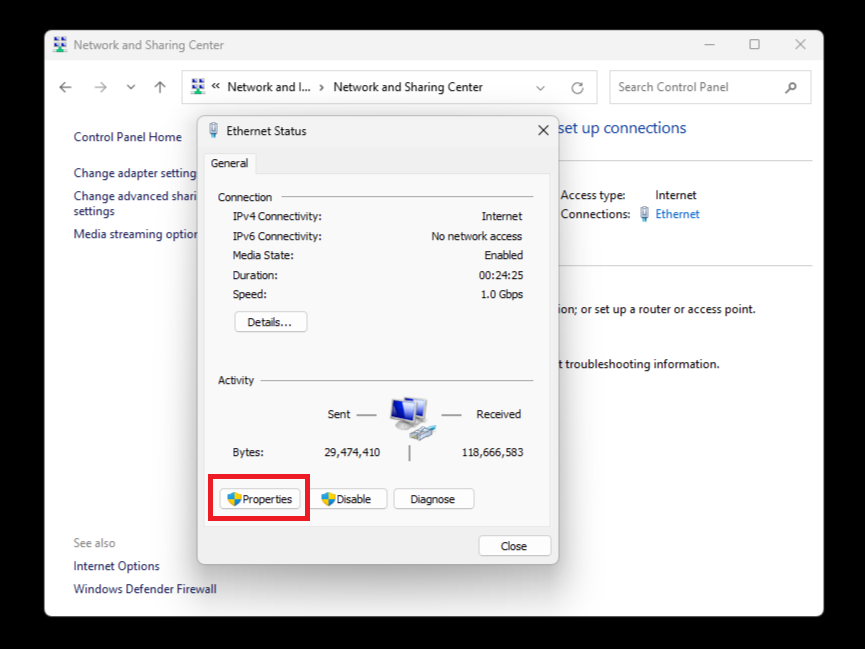 Network and Sharing Center
« Network and I... › Network and Sharing Center
Search Control Panel
Control Panel Home
Change adapter setting
Change advanced shari
settings
Media streaming option
See also
Internet Options
Windows Defender Firewall
set up connections
Access type: Internet
Connections: Ethernet
ion; or set up a router or access point.
t troubleshooting information.
Ethernet Status
General
Connection
IPv4 Connectivity: Internet
IPv6 Connectivity: No network access
Media State: Enabled
Duration: 00:24:25
Speed: 1.0 Gbps
Details...
Activity
Sent — — Received
Bytes: 29,474,410 | 118,666,583
Properties Disable Diagnose
Close